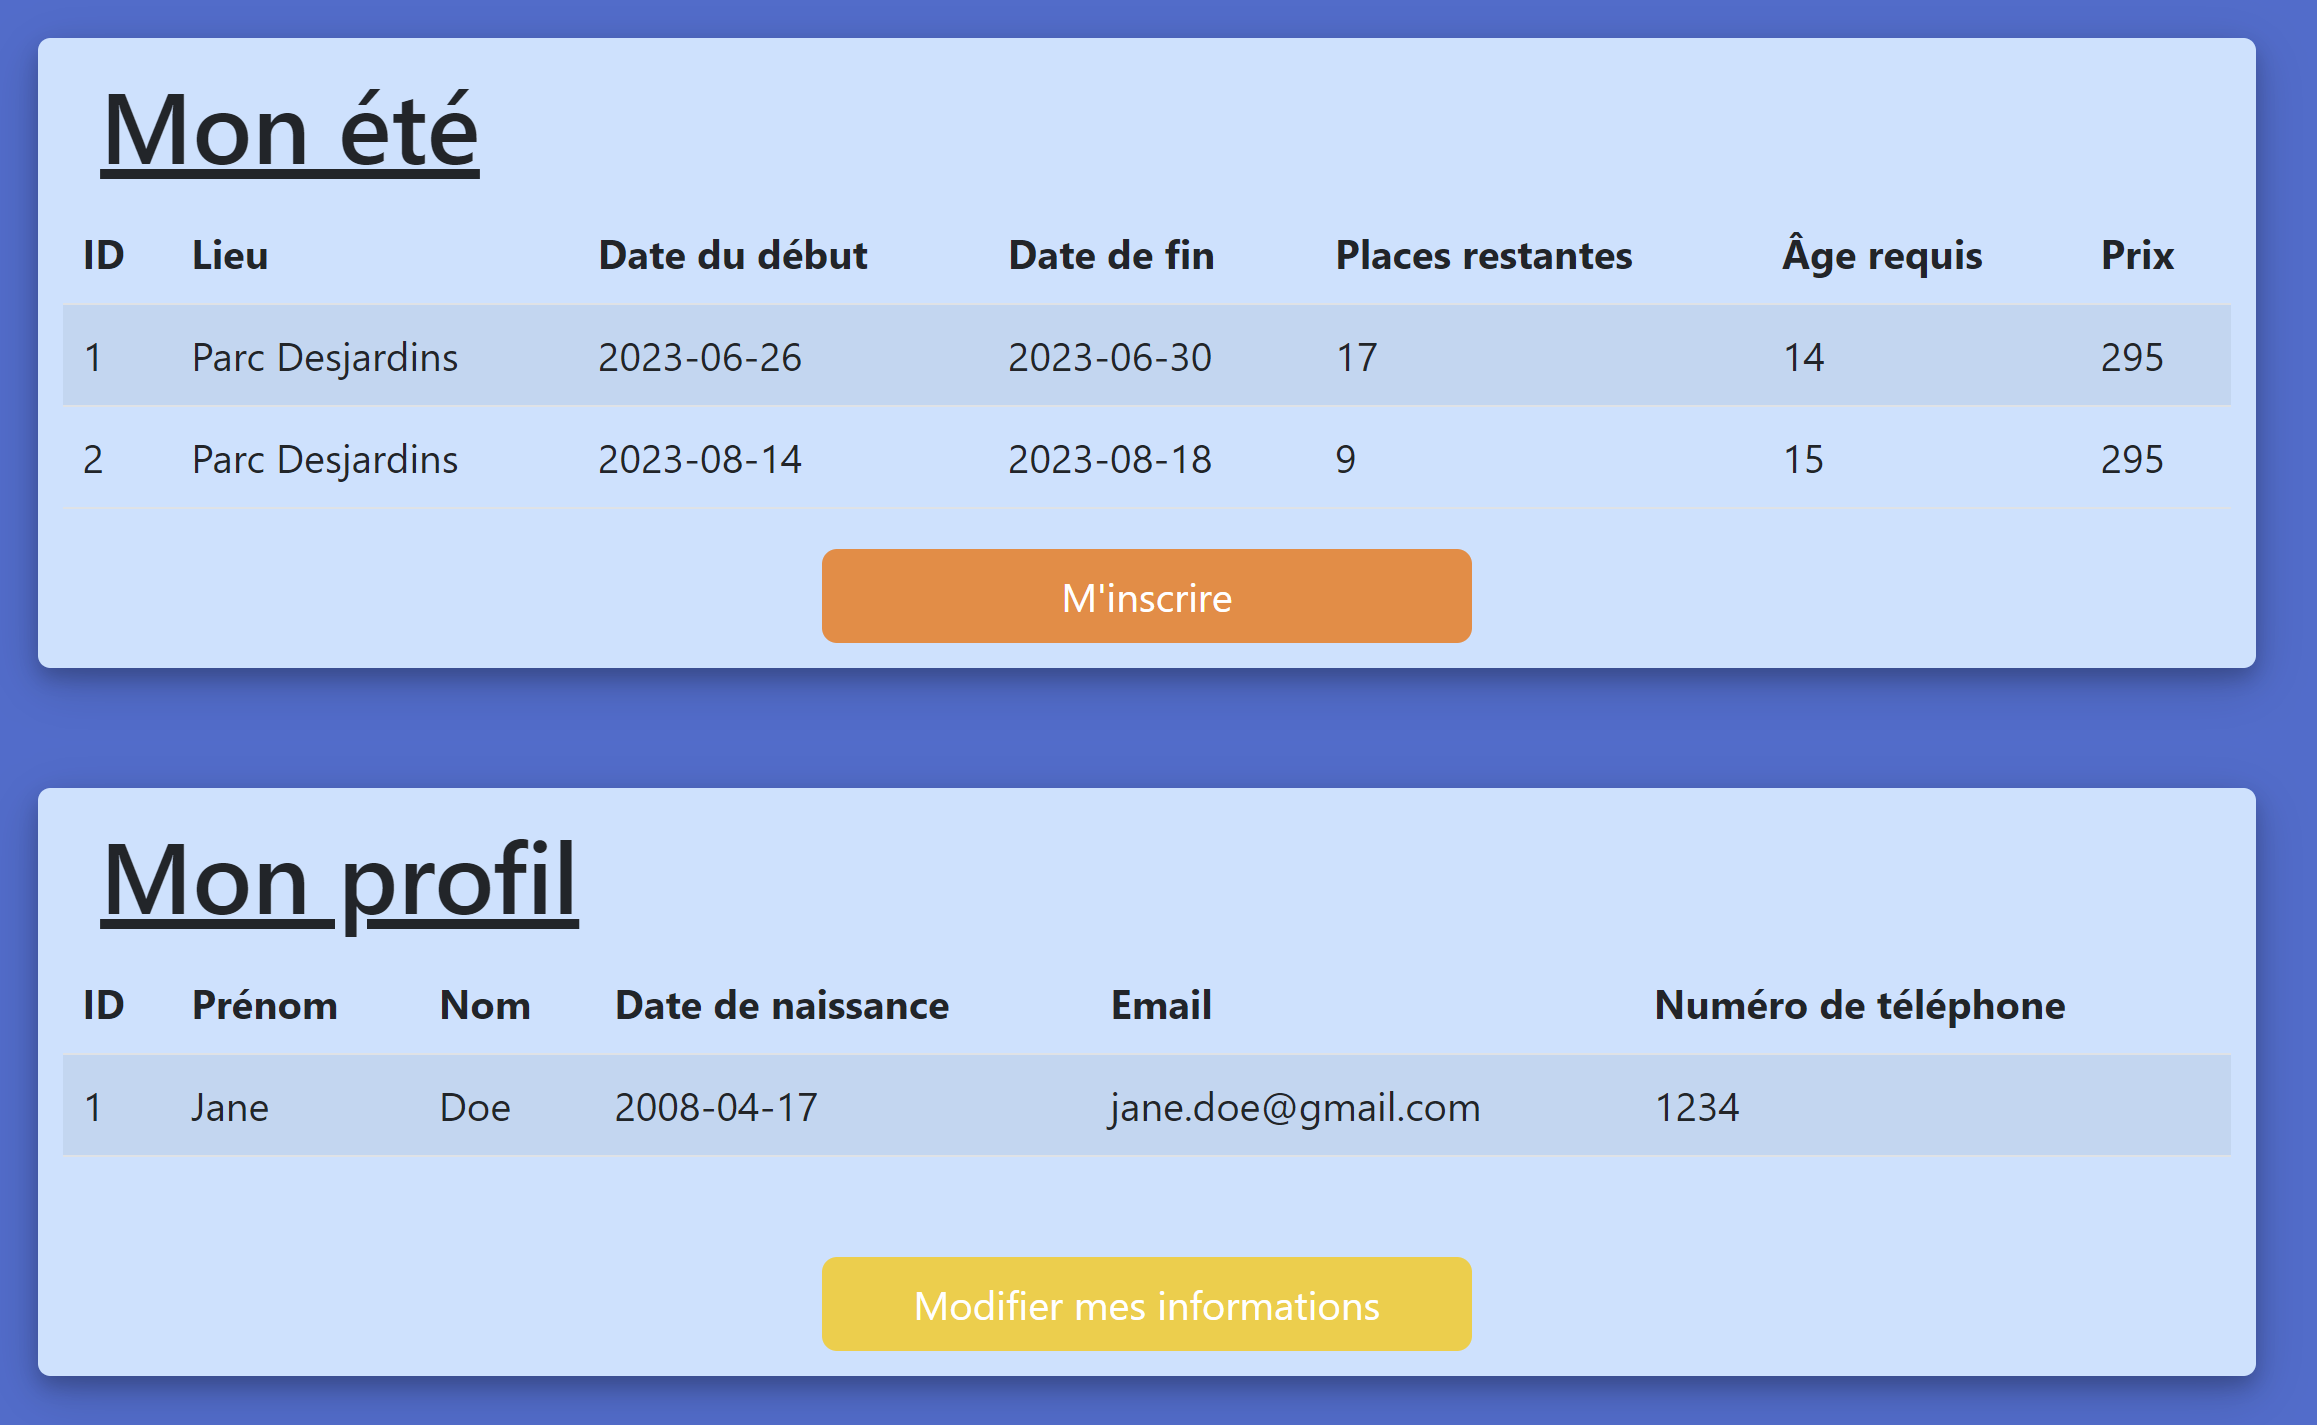 Mon été
ID Lieu Date du début Date de fin Places restantes Âge requis Prix
1 Parc Desjardins 2023-06-26 2023-06-30 17 14 295
2 Parc Desjardins 2023-08-14 2023-08-18 9 15 295
M'inscrire
Mon profil
ID Prénom Nom Date de naissance Email Numéro de téléphone
1 Jane Doe 2008-04-17 jane.doe@gmail.com 1234
Modifier mes informations